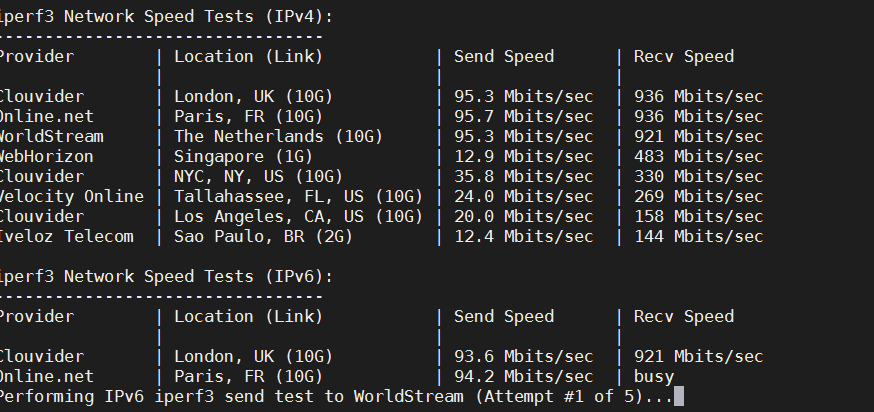 iperf3 Network Speed Tests (IPv4):
---------------------------------
Provider        | Location (Link)           | Send Speed      | Recv Speed
                |                           |                 |
Clouvider       | London, UK (10G)          | 95.3 Mbits/sec  | 936 Mbits/sec
Online.net      | Paris, FR (10G)           | 95.7 Mbits/sec  | 936 Mbits/sec
WorldStream     | The Netherlands (10G)     | 95.3 Mbits/sec  | 921 Mbits/sec
WebHorizon      | Singapore (1G)            | 12.9 Mbits/sec  | 483 Mbits/sec
Clouvider       | NYC, NY, US (10G)         | 35.8 Mbits/sec  | 330 Mbits/sec
Velocity Online | Tallahassee, FL, US (10G) | 24.0 Mbits/sec  | 269 Mbits/sec
Clouvider       | Los Angeles, CA, US (10G) | 20.0 Mbits/sec  | 158 Mbits/sec
Iveloz Telecom  | Sao Paulo, BR (2G)        | 12.4 Mbits/sec  | 144 Mbits/sec
iperf3 Network Speed Tests (IPv6):
---------------------------------
Provider        | Location (Link)           | Send Speed      | Recv Speed
                |                           |                 |
Clouvider       | London, UK (10G)          | 93.6 Mbits/sec  | 921 Mbits/sec
Online.net      | Paris, FR (10G)           | 94.2 Mbits/sec  | busy
Performing IPv6 iperf3 send test to WorldStream (Attempt #1 of 5)...